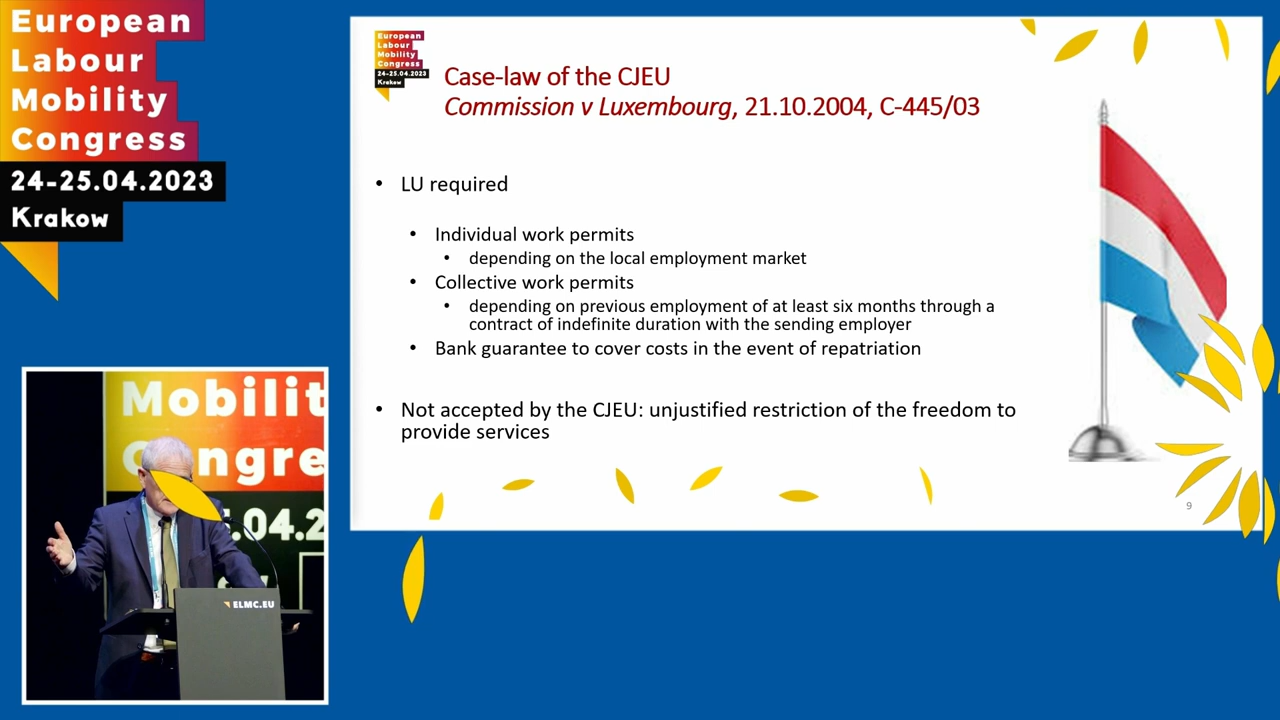 European
Labour
Mobility
Congress
24-25.04.2023
Krakow
European
Labour
Mobility
Congress
24-25.04.2023
Krakow
Case-law of the CJEU
Commission v Luxembourg, 21.10.2004, C-445/03
• LU required
• Individual work permits
• depending on the local employment market
• Collective work permits
• depending on previous employment of at least six months through a
contract of indefinite duration with the sending employer
• Bank guarantee to cover costs in the event of repatriation
• Not accepted by the CJEU: unjustified restriction of the freedom to
provide services
9
Mobilit
Congre
.04.2
ELMC.EU